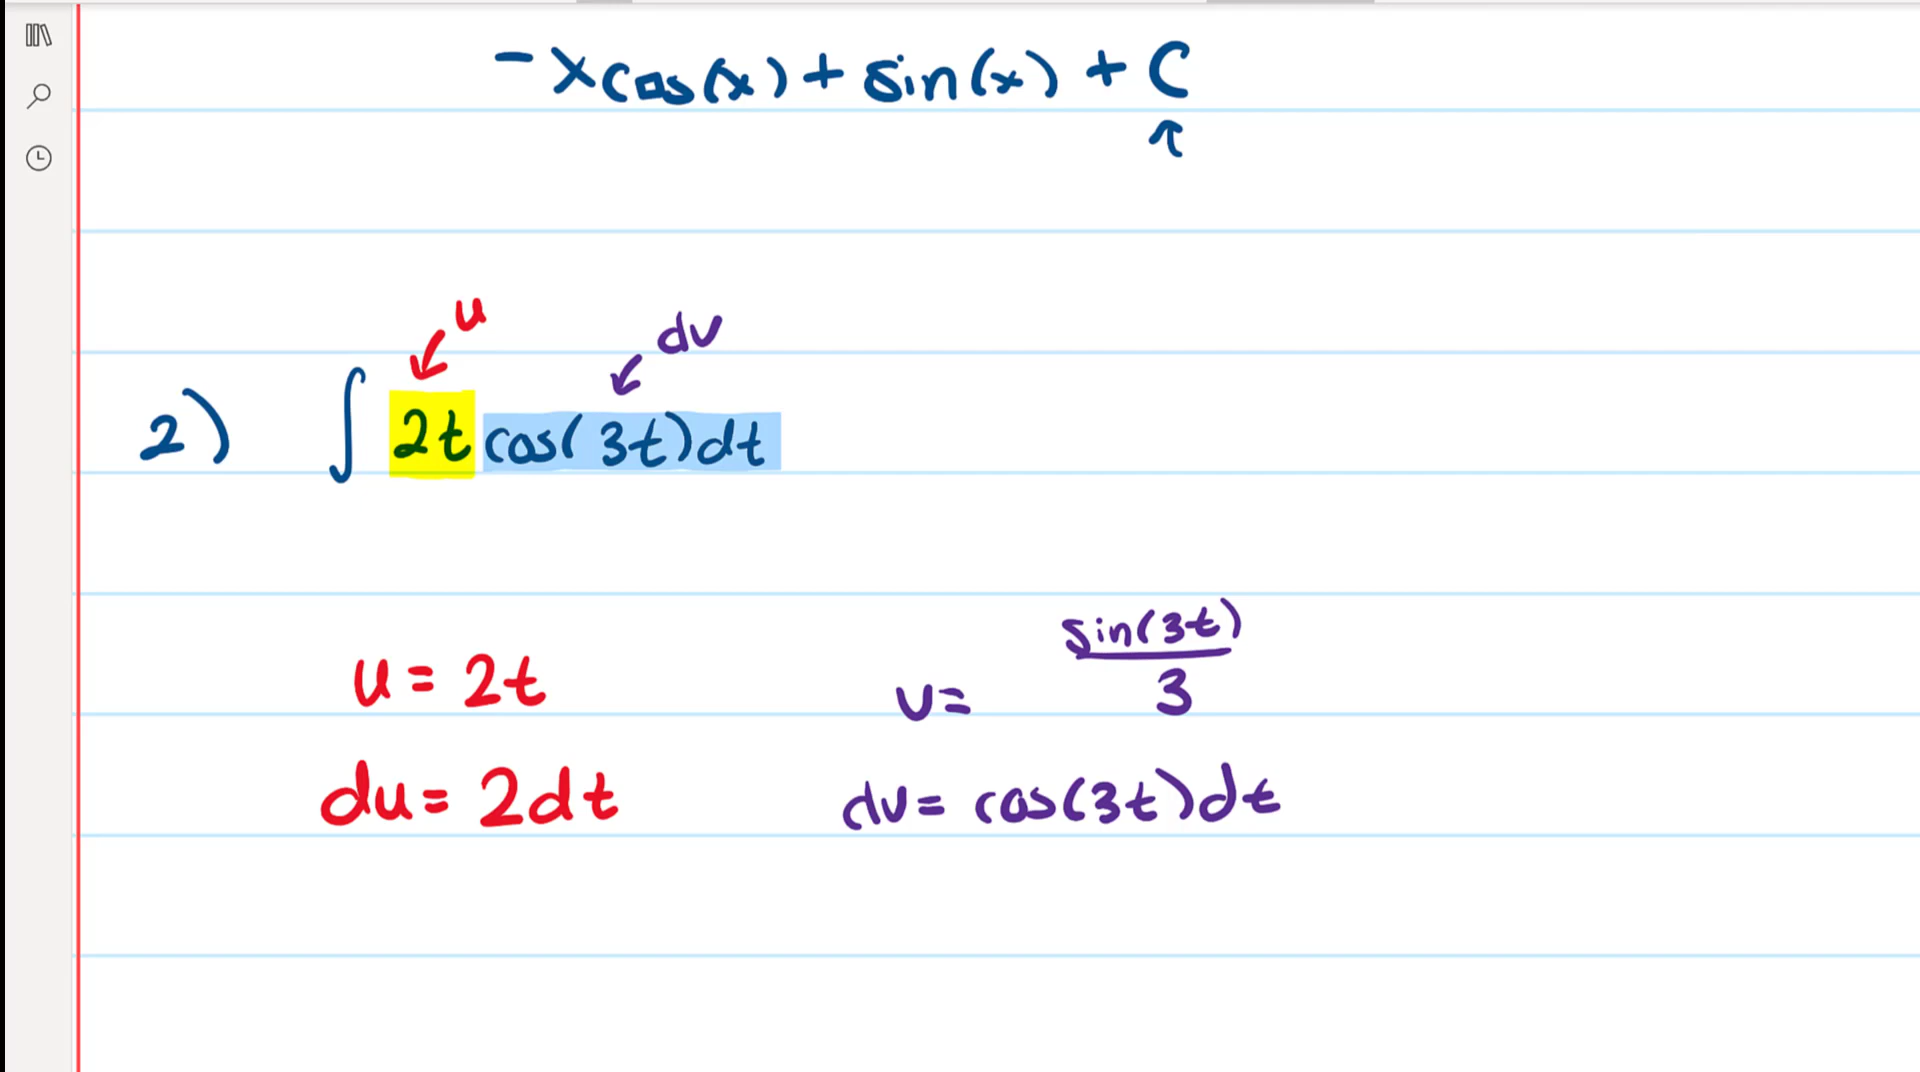 -xcos(x)+sin(x)+C
u dv
2) ∫2t cos(3t)dt
u=2t v= sin(3t)/3
du=2dt dv=cos(3t)dt